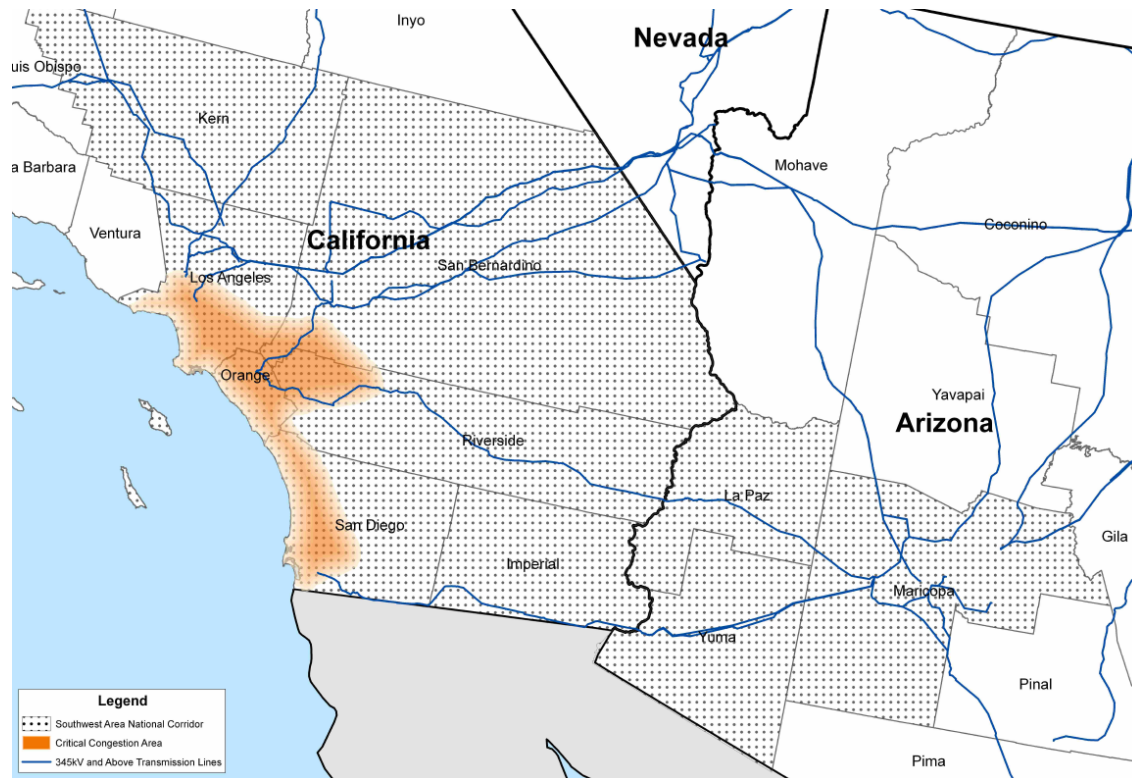 Inyo
Nevada
uis Obispo
Kern
a Barbara
Mohave
Ventura
California
Coconino
San Bernardino
Los Angeles
Orange
Yavapai
Arizona
Riverside
La Paz
San Diego
Gila
Imperial
Maricopa
Yuma
Pinal
Pima
Legend
Southwest Area National Corridor
Critical Congestion Area
345kV and Above Transmission Lines